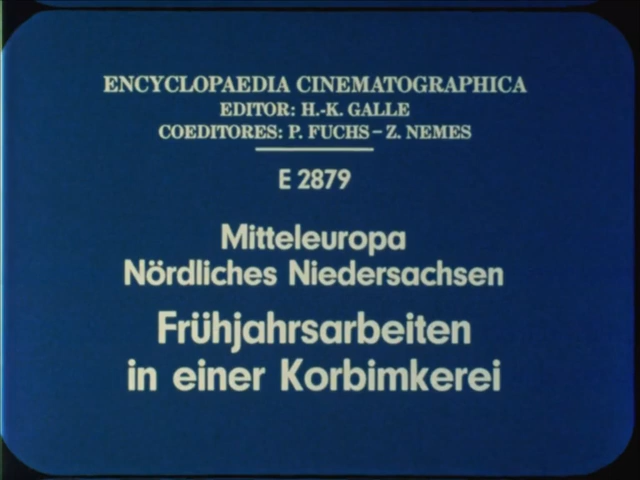 ENCYCLOPAEDIA CINEMATOGRAPHICA
EDITOR: H.-K. GALLE
COEDITORES: P. FUCHS – Z. NEMES
E 2879
Mitteleuropa
Nördliches Niedersachsen
Frühjahrsarbeiten
in einer Korbimkerei